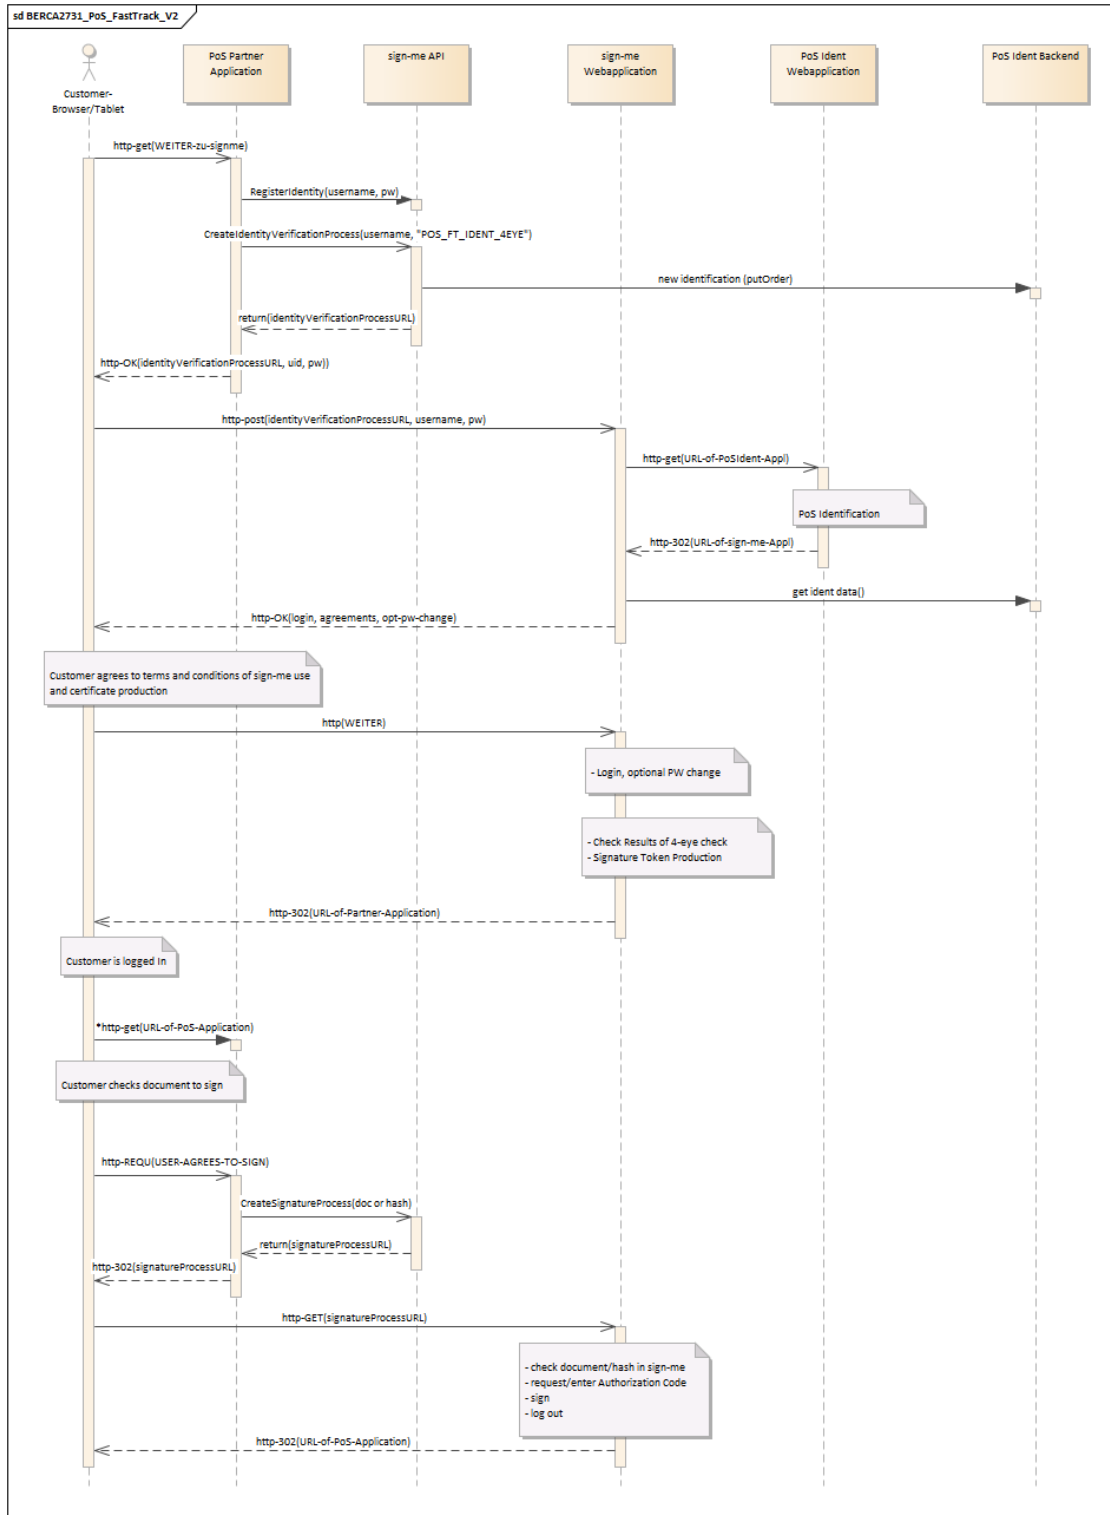 sd BERCA2731_PoS_FastTrack_V2
Customer-
Browser/Tablet
PoS Partner
Application
sign-me API
sign-me
Webapplication
PoS Ident
Webapplication
PoS Ident Backend
http-get(WEITER-zu-signme)
RegisterIdentity(username, pw)
CreateIdentityVerificationProcess(username, "POS_FT_IDENT_4EYE")
new identification (putOrder)
return(identityVerificationProcessURL)
http-OK(identityVerificationProcessURL, uid, pw))
http-post(identityVerificationProcessURL, username, pw)
http-get(URL-of-PoSIdent-Appl)
PoS Identification
http-302(URL-of-sign-me-Appl)
get ident data()
http-OK(login, agreements, opt-pw-change)
Customer agrees to terms and conditions of sign-me use
and certificate production
http(WEITER)
- Login, optional PW change
- Check Results of 4-eye check
- Signature Token Production
http-302(URL-of-Partner-Application)
Customer is logged In
*http-get(URL-of-PoS-Application)
Customer checks document to sign
http-REQU(USER-AGREES-TO-SIGN)
CreateSignatureProcess(doc or hash)
return(signatureProcessURL)
http-302(signatureProcessURL)
http-GET(signatureProcessURL)
- check document/hash in sign-me
- request/enter Authorization Code
- sign
- log out
http-302(URL-of-PoS-Application)